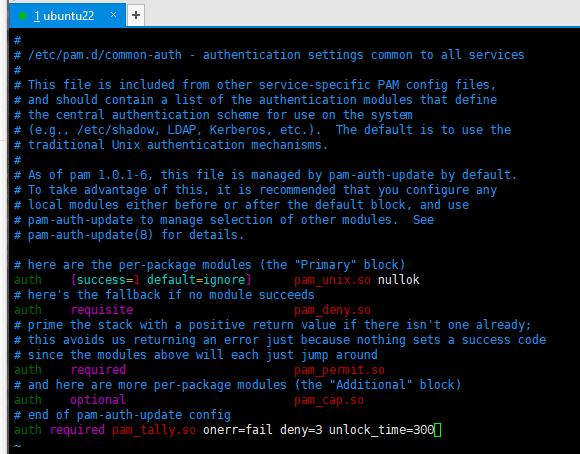 1 ubuntu22 × +
#
# /etc/pam.d/common-auth - authentication settings common to all services
#
# This file is included from other service-specific PAM config files,
# and should contain a list of the authentication modules that define
# the central authentication scheme for use on the system
# (e.g., /etc/shadow, LDAP, Kerberos, etc.).  The default is to use the
# traditional Unix authentication mechanisms.
#
# As of pam 1.0.1-6, this file is managed by pam-auth-update by default.
# To take advantage of this, it is recommended that you configure any
# local modules either before or after the default block, and use
# pam-auth-update to manage selection of other modules.  See
# pam-auth-update(8) for details.

# here are the per-package modules (the "Primary" block)
auth    [success=1 default=ignore]      pam_unix.so nullok
# here's the fallback if no module succeeds
auth    requisite                       pam_deny.so
# prime the stack with a positive return value if there isn't one already;
# this avoids us returning an error just because nothing sets a success code
# since the modules above will each just jump around
auth    required                        pam_permit.so
# and here are more per-package modules (the "Additional" block)
auth    optional                        pam_cap.so
# end of pam-auth-update config
auth required pam_tally.so onerr=fail deny=3 unlock_time=300
~